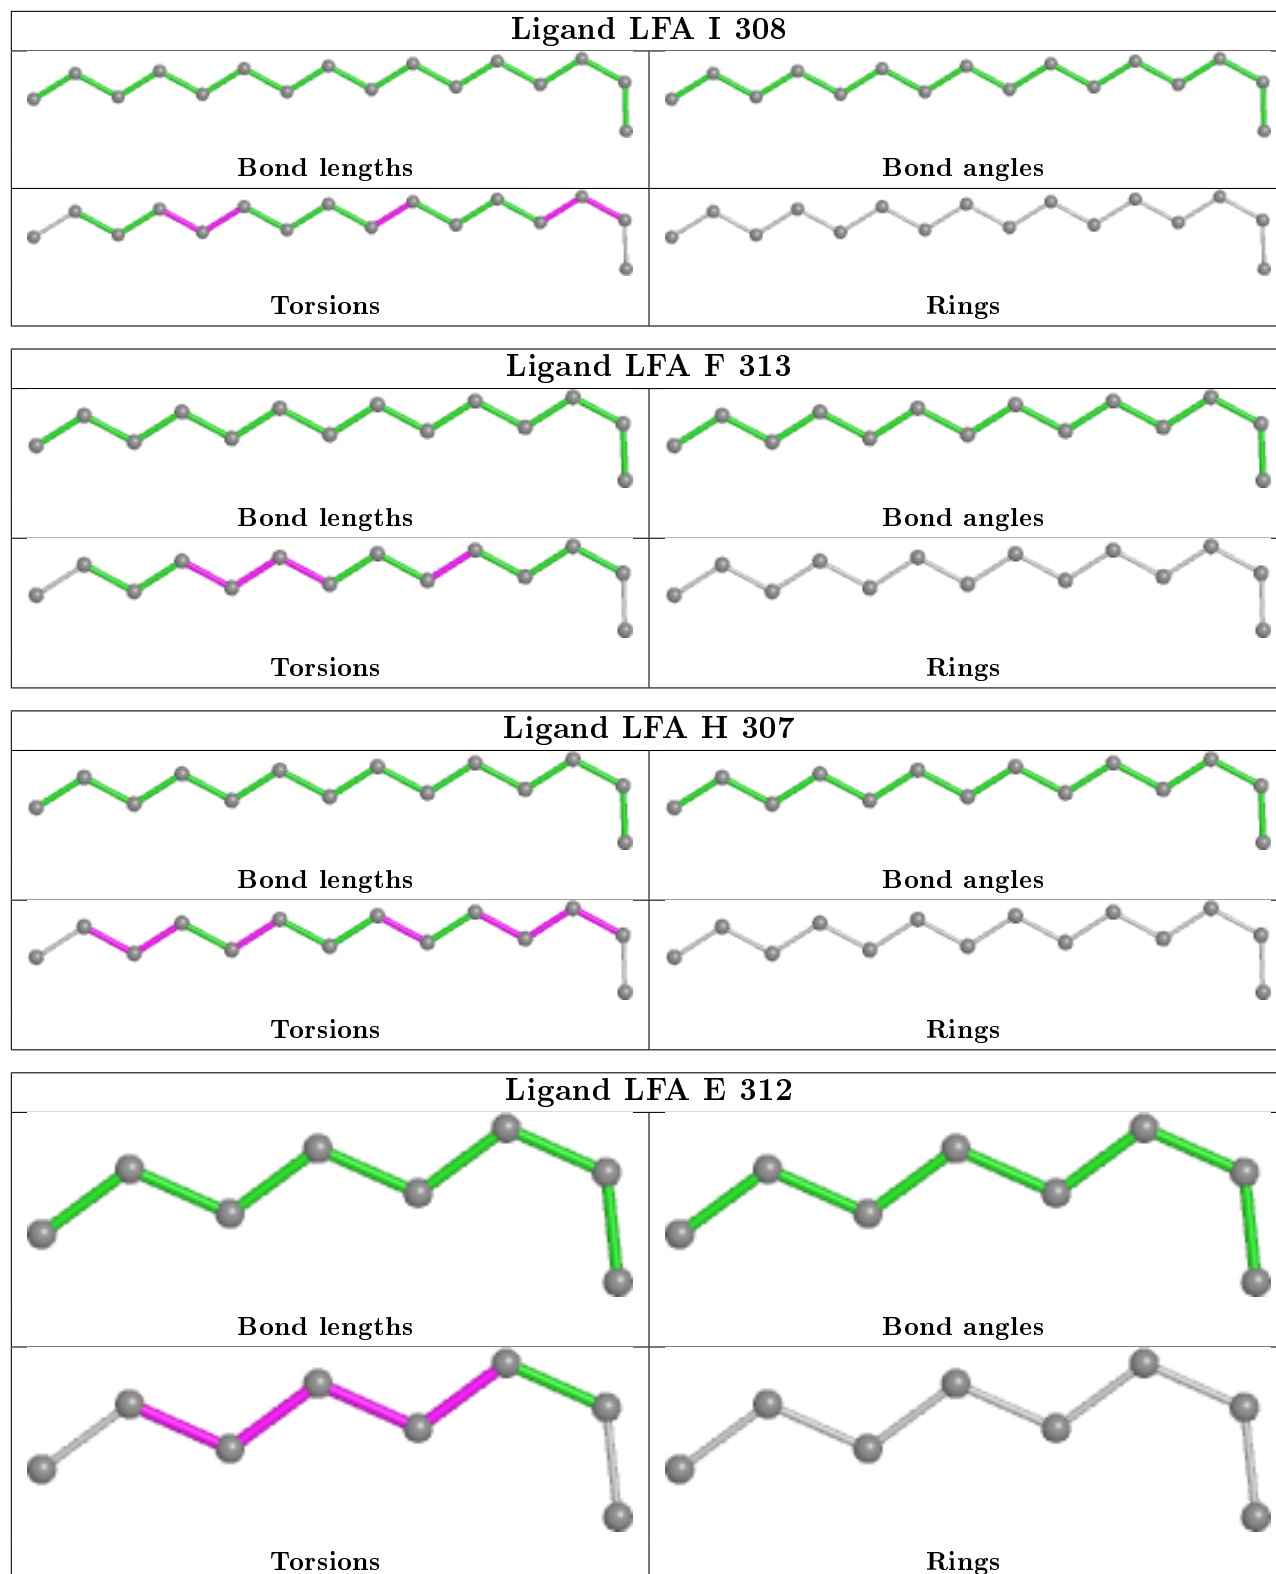 Ligand LFA I 308
Bond lengths
Bond angles
Torsions
Rings
Ligand LFA F 313
Bond lengths
Bond angles
Torsions
Rings
Ligand LFA H 307
Bond lengths
Bond angles
Torsions
Rings
Ligand LFA E 312
Bond lengths
Bond angles
Torsions
Rings